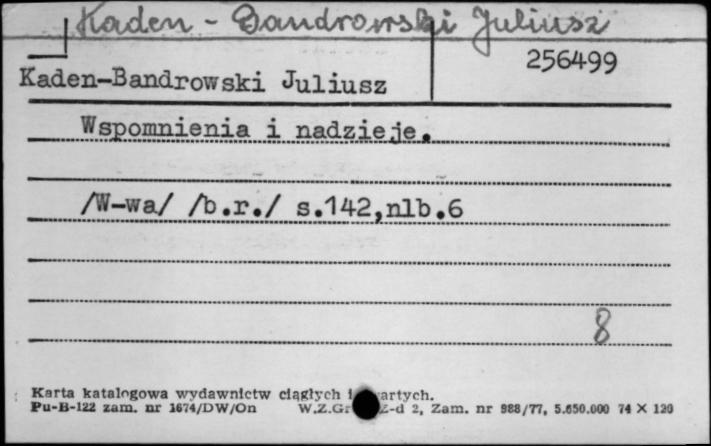 Kaden - Bandrowski Juliusz
256499
Kaden-Bandrowski Juliusz
Wspomnienia i nadzieje.
/W-wa/ /b.r./ s.142,nlb.6
8
Karta katalogowa wydawnictw ciągłych i artych.
Pu-B-122 zam. nr 1674/DW/On W.Z.Gr Z-d 2, Zam. nr 988/77, 5.650.000 74 X 120